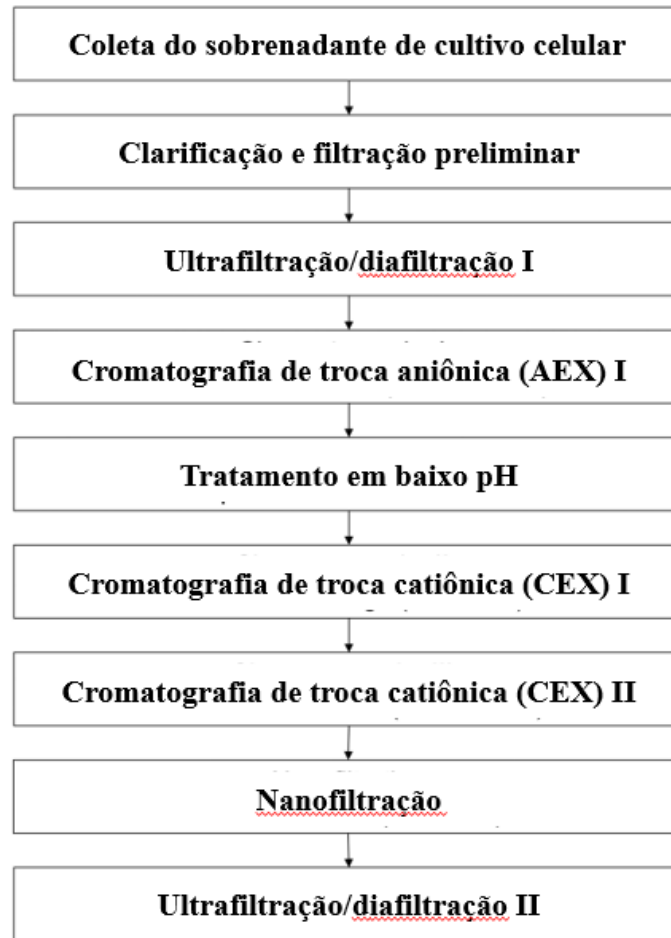 Coleta do sobrenadante de cultivo celular
Clarificação e filtração preliminar
Ultrafiltração/diafiltração I
Cromatografia de troca aniônica (AEX) I
Tratamento em baixo pH
Cromatografia de troca catiônica (CEX) I
Cromatografia de troca catiônica (CEX) II
Nanofiltração
Ultrafiltração/diafiltração II